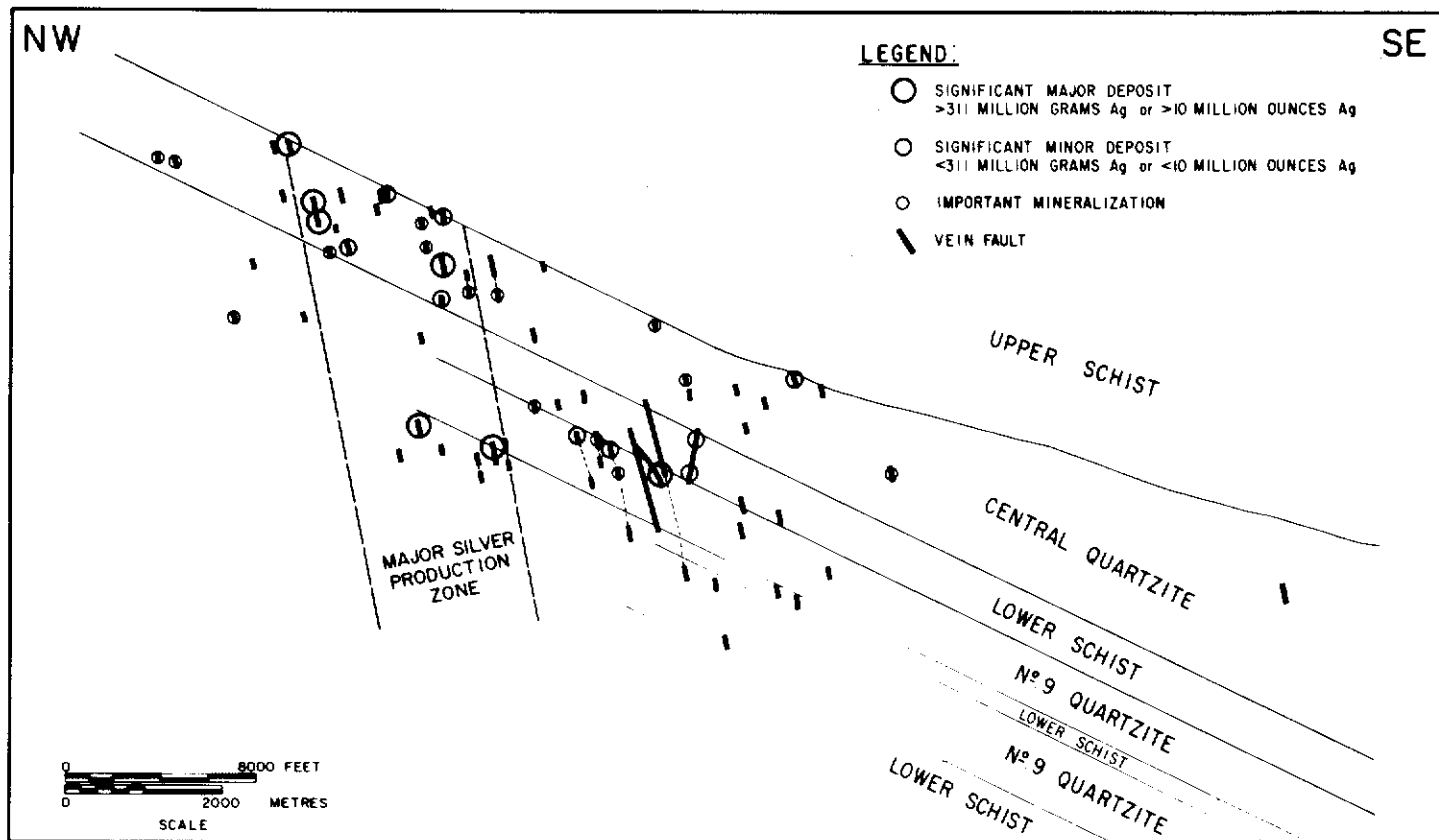 NW
SE
LEGEND:
SIGNIFICANT MAJOR DEPOSIT
>311 MILLION GRAMS Ag or >10 MILLION OUNCES Ag
SIGNIFICANT MINOR DEPOSIT
<311 MILLION GRAMS Ag or <10 MILLION OUNCES Ag
IMPORTANT MINERALIZATION
VEIN FAULT
UPPER SCHIST
CENTRAL QUARTZITE
LOWER SCHIST
Nº 9 QUARTZITE
LOWER SCHIST
Nº 9 QUARTZITE
LOWER SCHIST
MAJOR SILVER
PRODUCTION
ZONE
0 8000 FEET
0 2000 METRES
SCALE